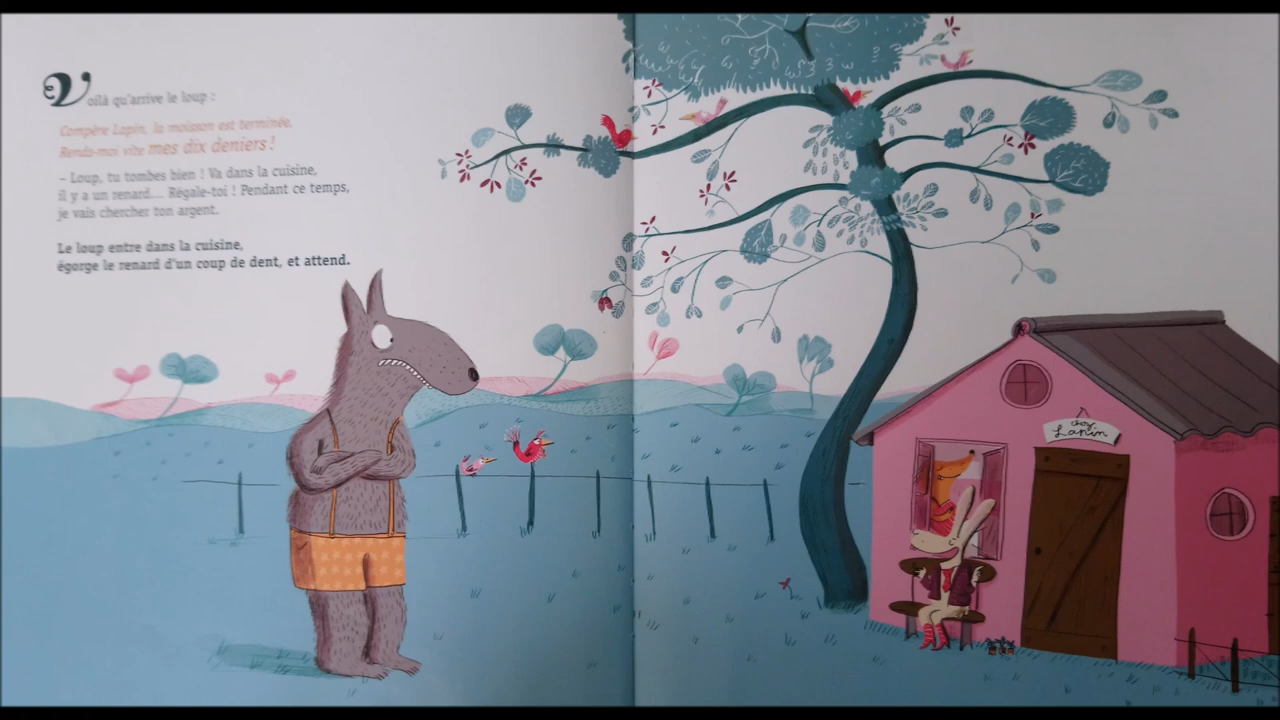 Voilà qu'arrive le loup :
Compère Lapin, la moisson est terminée.
Rends-moi vite mes dix deniers !
– Loup, tu tombes bien ! Va dans la cuisine,
il y a un renard.... Régale-toi ! Pendant ce temps,
je vais chercher ton argent.
Le loup entre dans la cuisine,
égorge le renard d'un coup de dent, et attend.
chez
Lapin